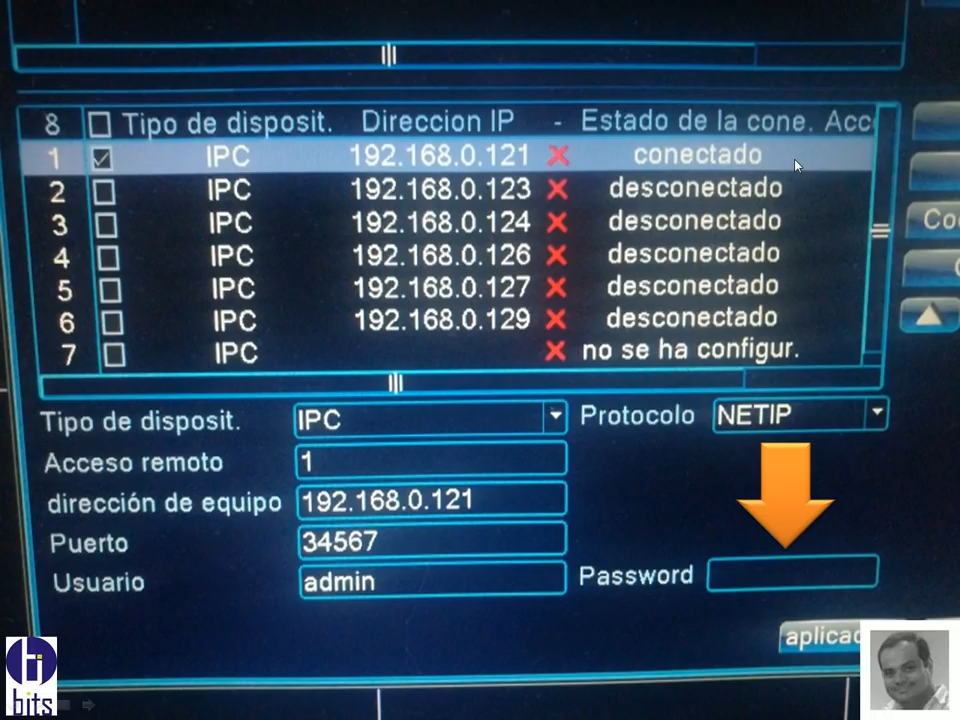 8 Tipo de disposit. Direccion IP - Estado de la cone. Acc
1 IPC 192.168.0.121 conectado
2 IPC 192.168.0.123 desconectado
3 IPC 192.168.0.124 desconectado
4 IPC 192.168.0.126 desconectado
5 IPC 192.168.0.127 desconectado
6 IPC 192.168.0.129 desconectado
7 IPC no se ha configur.
Tipo de disposit. IPC Protocolo NETIP
Acceso remoto 1
dirección de equipo 192.168.0.121
Puerto 34567
Usuario admin Password
aplicac
Co
bits